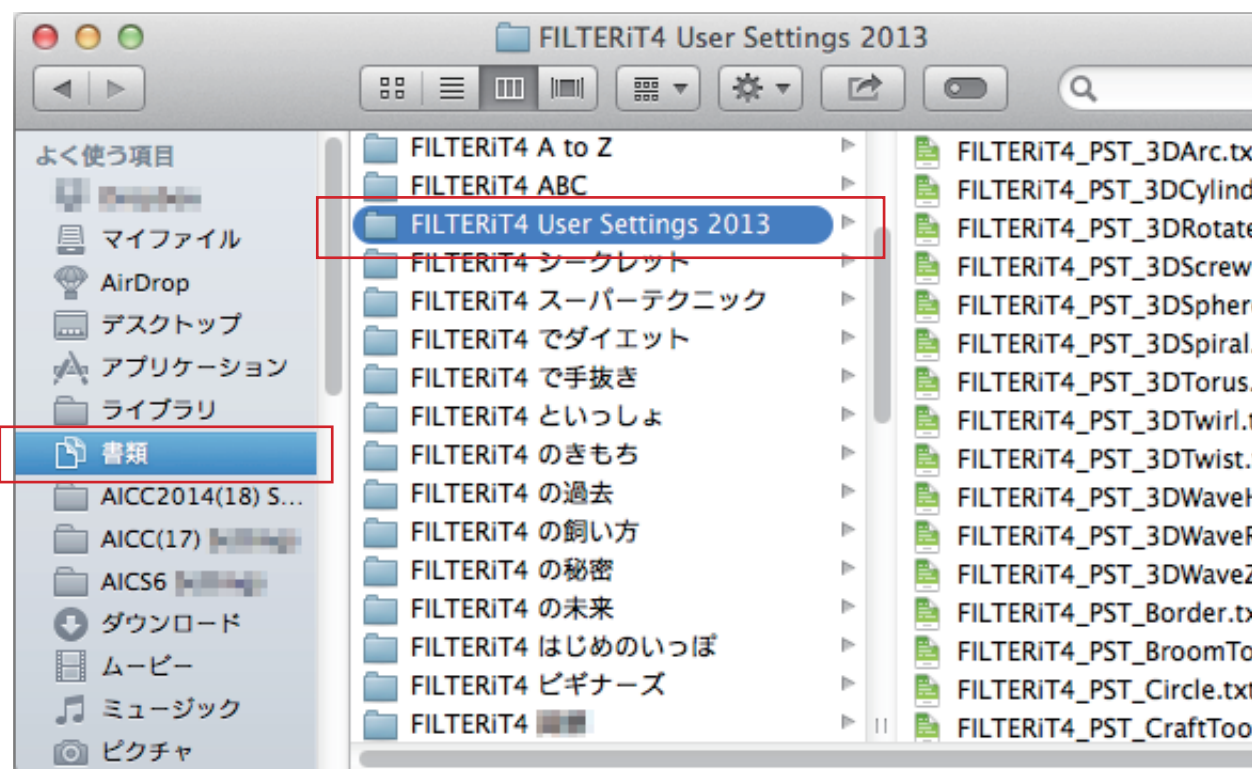 FILTERiT4 User Settings 2013
よく使う項目
マイファイル
AirDrop
デスクトップ
アプリケーション
ライブラリ
書類
AICC2014(18) S...
AICC(17)
AICS6
ダウンロード
ムービー
ミュージック
ピクチャ
FILTERiT4 A to Z
FILTERiT4 ABC
FILTERiT4 User Settings 2013
FILTERiT4 シークレット
FILTERiT4 スーパーテクニック
FILTERiT4 でダイエット
FILTERiT4 で手抜き
FILTERiT4 といっしょ
FILTERiT4 のきもち
FILTERiT4 の過去
FILTERiT4 の飼い方
FILTERiT4 の秘密
FILTERiT4 の未来
FILTERiT4 はじめのいっぽ
FILTERiT4 ビギナーズ
FILTERiT4
FILTERiT4_PST_3DArc.tx
FILTERiT4_PST_3DCylind
FILTERiT4_PST_3DRotate
FILTERiT4_PST_3DScrew
FILTERiT4_PST_3DSpher
FILTERiT4_PST_3DSpiral.
FILTERiT4_PST_3DTorus.
FILTERiT4_PST_3DTwirl.t
FILTERiT4_PST_3DTwist.
FILTERiT4_PST_3DWaveH
FILTERiT4_PST_3DWaveR
FILTERiT4_PST_3DWaveZ
FILTERiT4_PST_Border.tx
FILTERiT4_PST_BroomTo
FILTERiT4_PST_Circle.txt
FILTERiT4_PST_CraftToo